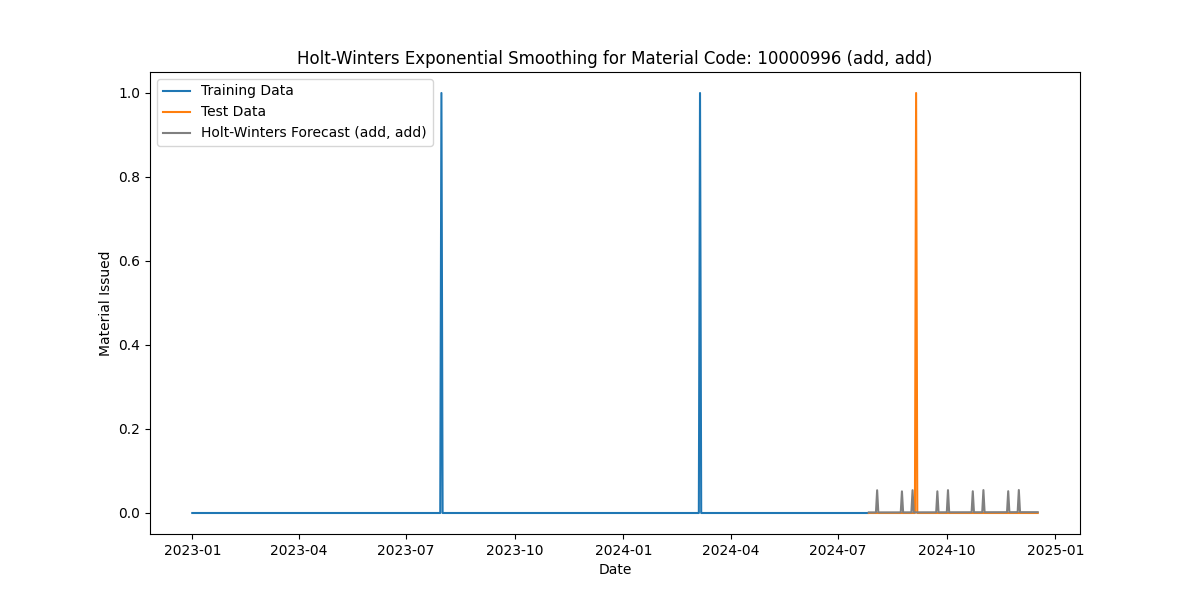 Holt-Winters Exponential Smoothing for Material Code: 10000996 (add, add)
Training Data
Test Data
Holt-Winters Forecast (add, add)
Material Issued
1.0
0.8
0.6
0.4
0.2
0.0
2023-01 2023-04 2023-07 2023-10 2024-01 2024-04 2024-07 2024-10 2025-01
Date